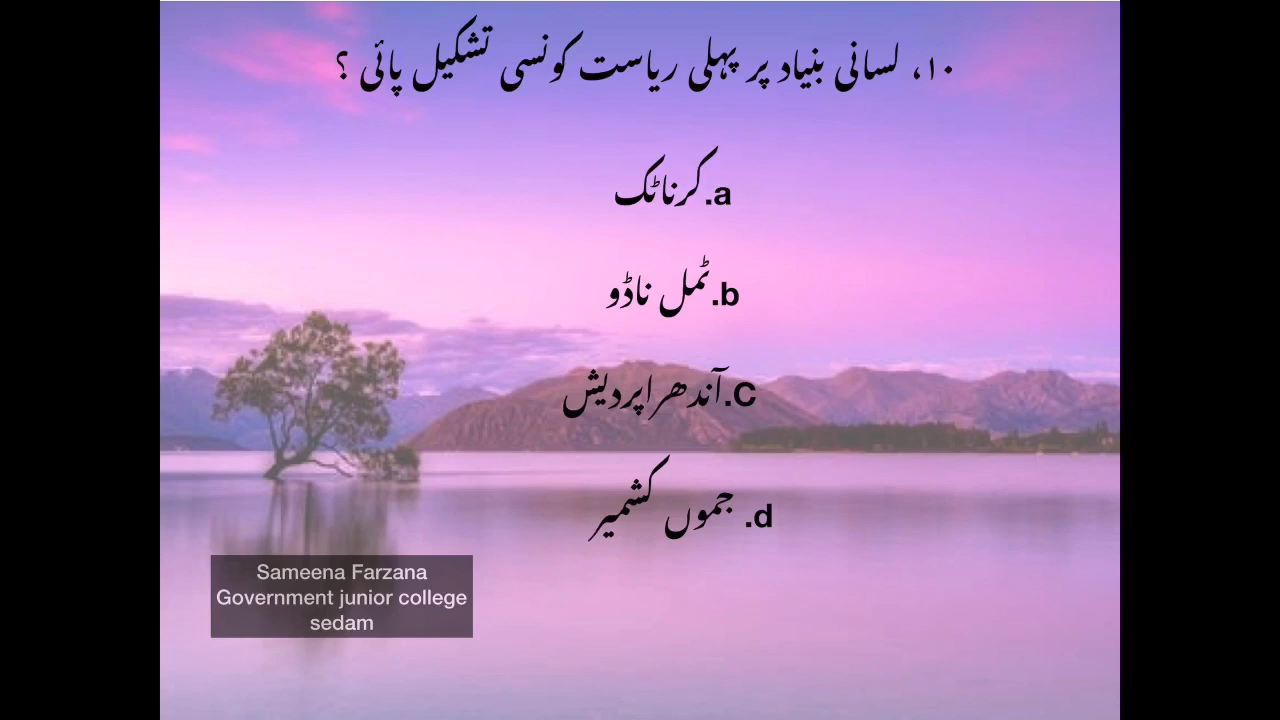 ۱۰، لسانی بنیاد پر پہلی ریاست کونسی تشکیل پائی ؟
a.کرناٹک
b.ٹمل ناڈو
C.آندھراپردیش
d. جموں کشمیر
Sameena Farzana
Government junior college
sedam